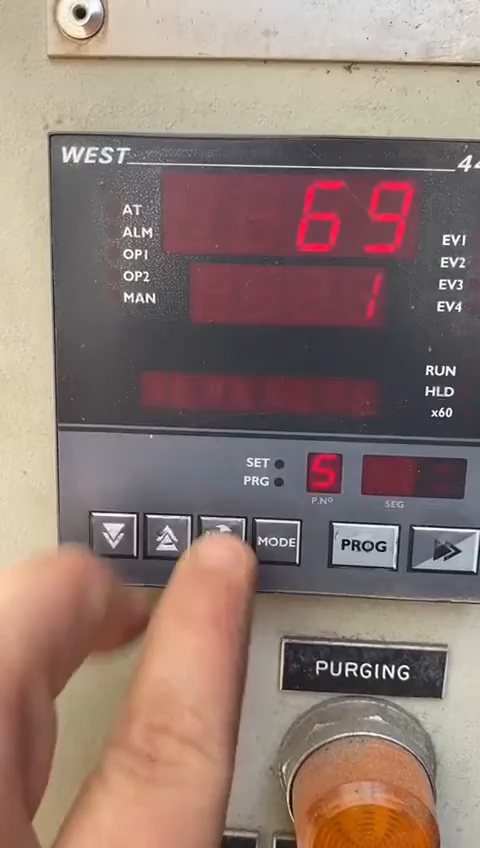 WEST
44
AT
69
ALM
OP1
OP2
1
MAN
EV1
EV2
EV3
EV4
RUN
HLD
x60
SET
PRG
5
P.Nº
SEG
MODE
PROG
PURGING